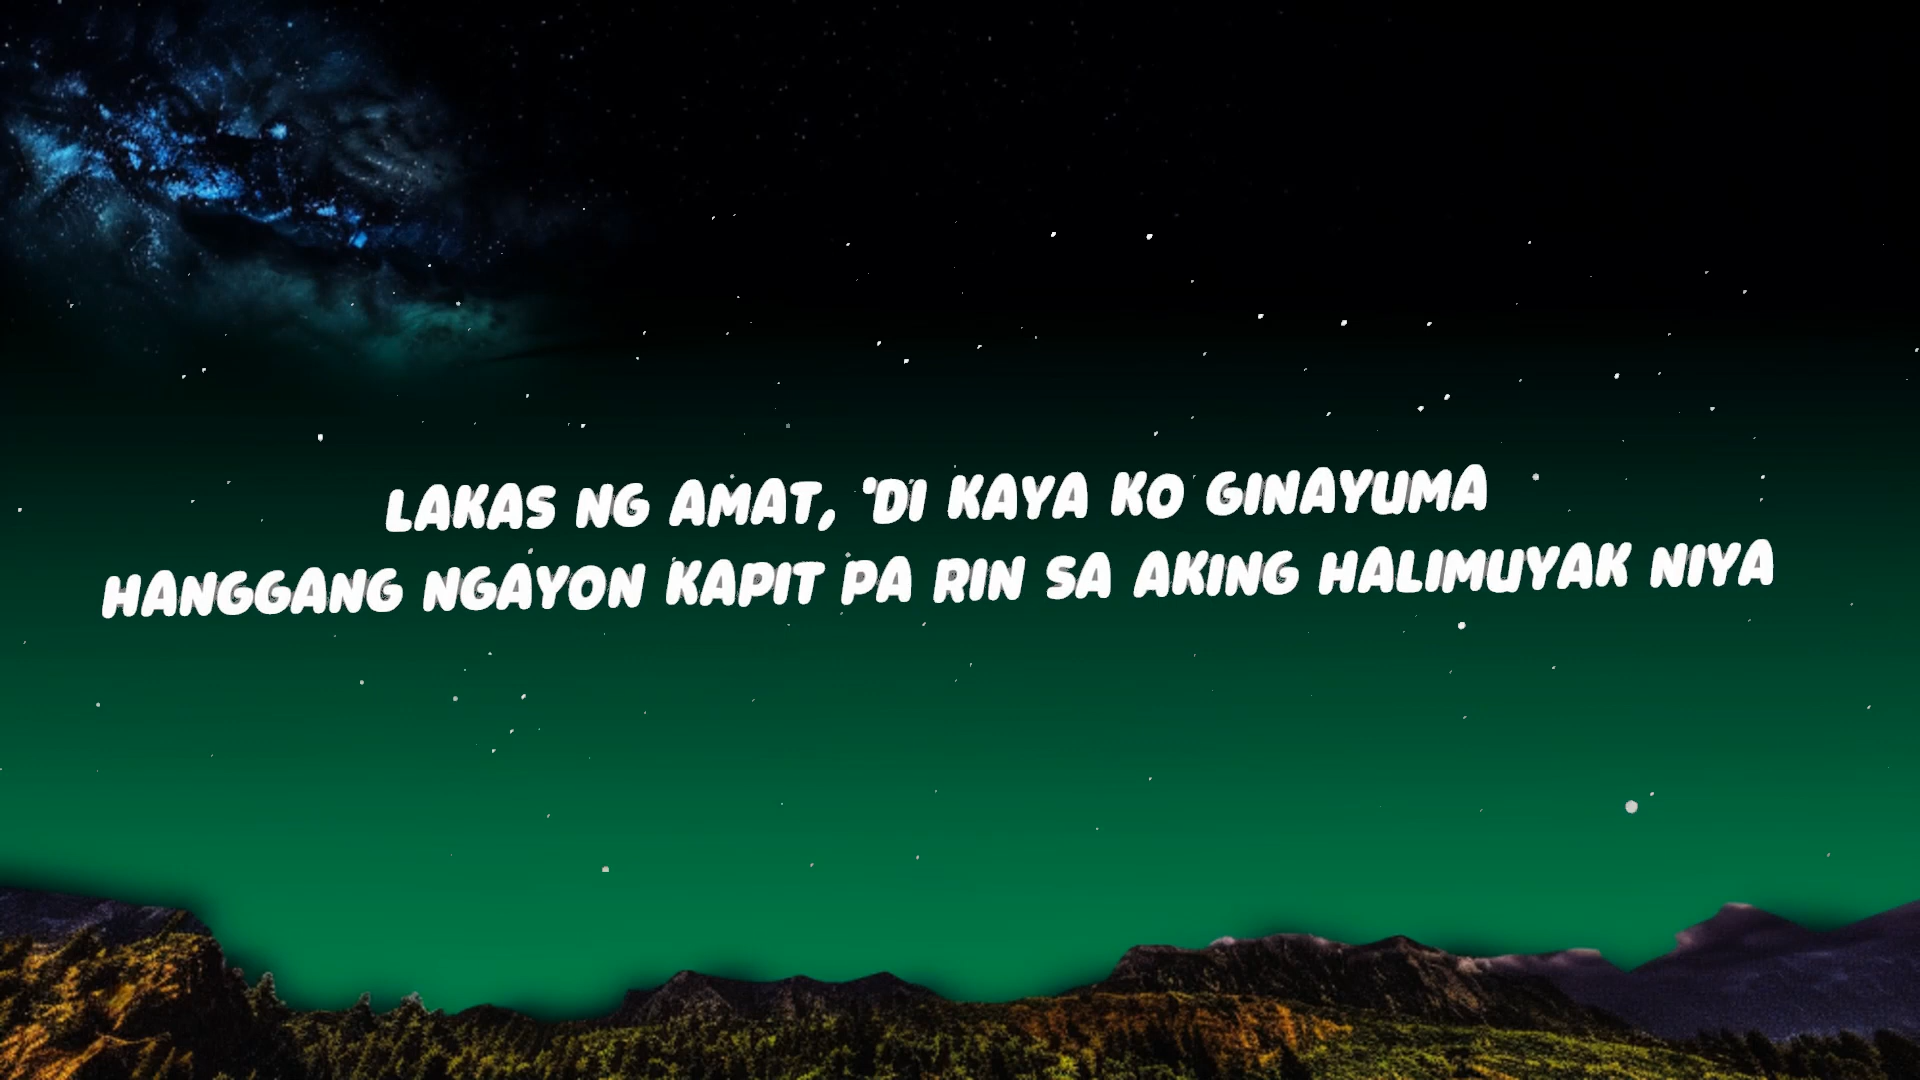 LAKAS NG AMAT, 'DI KAYA KO GINAYUMA
HANGGANG NGAYON KAPIT PA RIN SA AKING HALIMUYAK NIYA